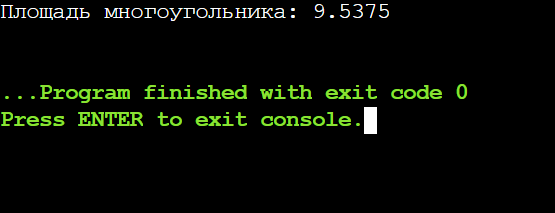 Площадь многоугольника: 9.5375
...Program finished with exit code 0
Press ENTER to exit console.